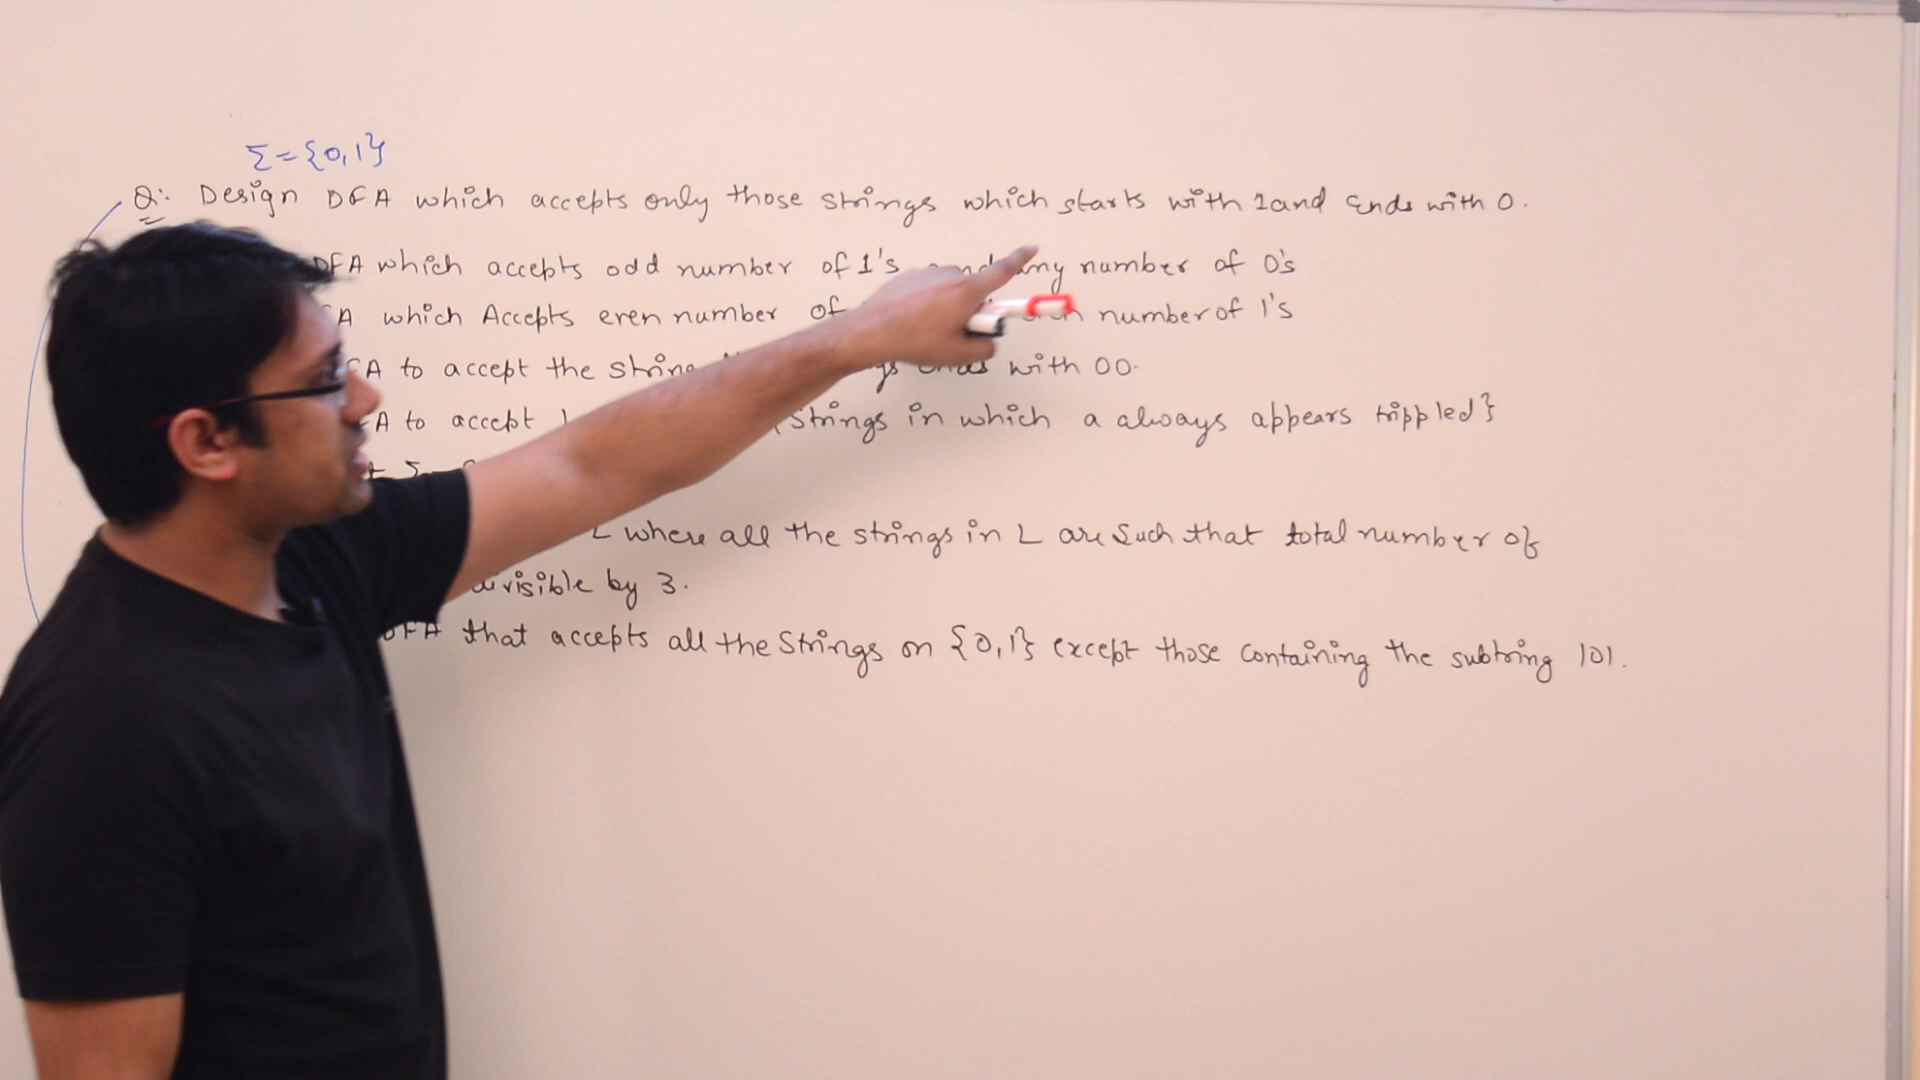 Σ={0,1}
Q: Design DFA which accepts only those strings which starts with 1 and Ends with 0.
DFA which accepts odd number of 1's and any number of 0's
which Accepts even number of number of 1's
A to accept the string with 00.
A to accept strings in which a always appears trippled}
L where all the strings in L are Such that total number of
divisible by 3.
DFA that accepts all the Strings on {0,1} except those containing the substring 101.